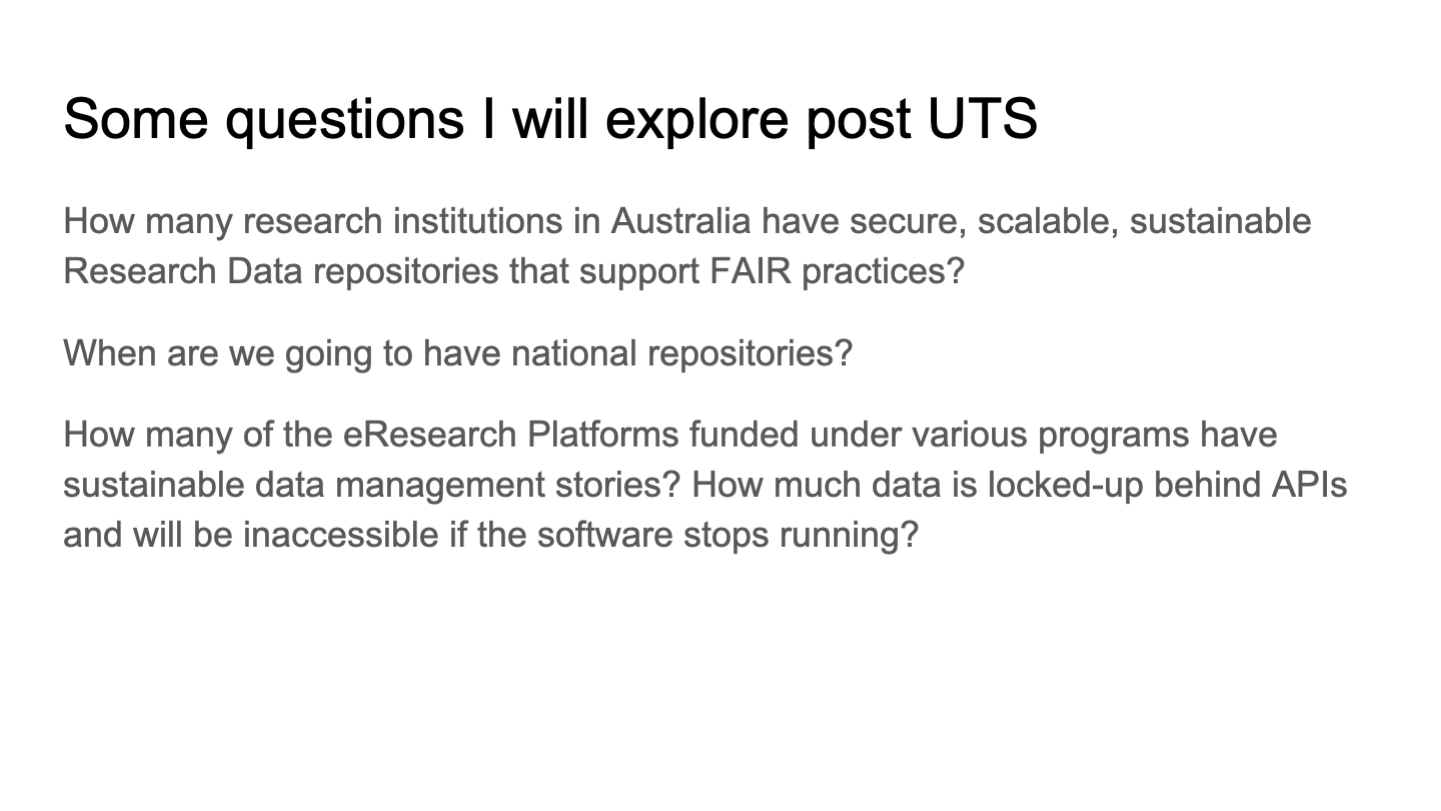 Some questions I will explore post UTS
How many research institutions in Australia have secure, scalable, sustainable
Research Data repositories that support FAIR practices?
When are we going to have national repositories?
How many of the eResearch Platforms funded under various programs have
sustainable data management stories? How much data is locked-up behind APIs
and will be inaccessible if the software stops running?